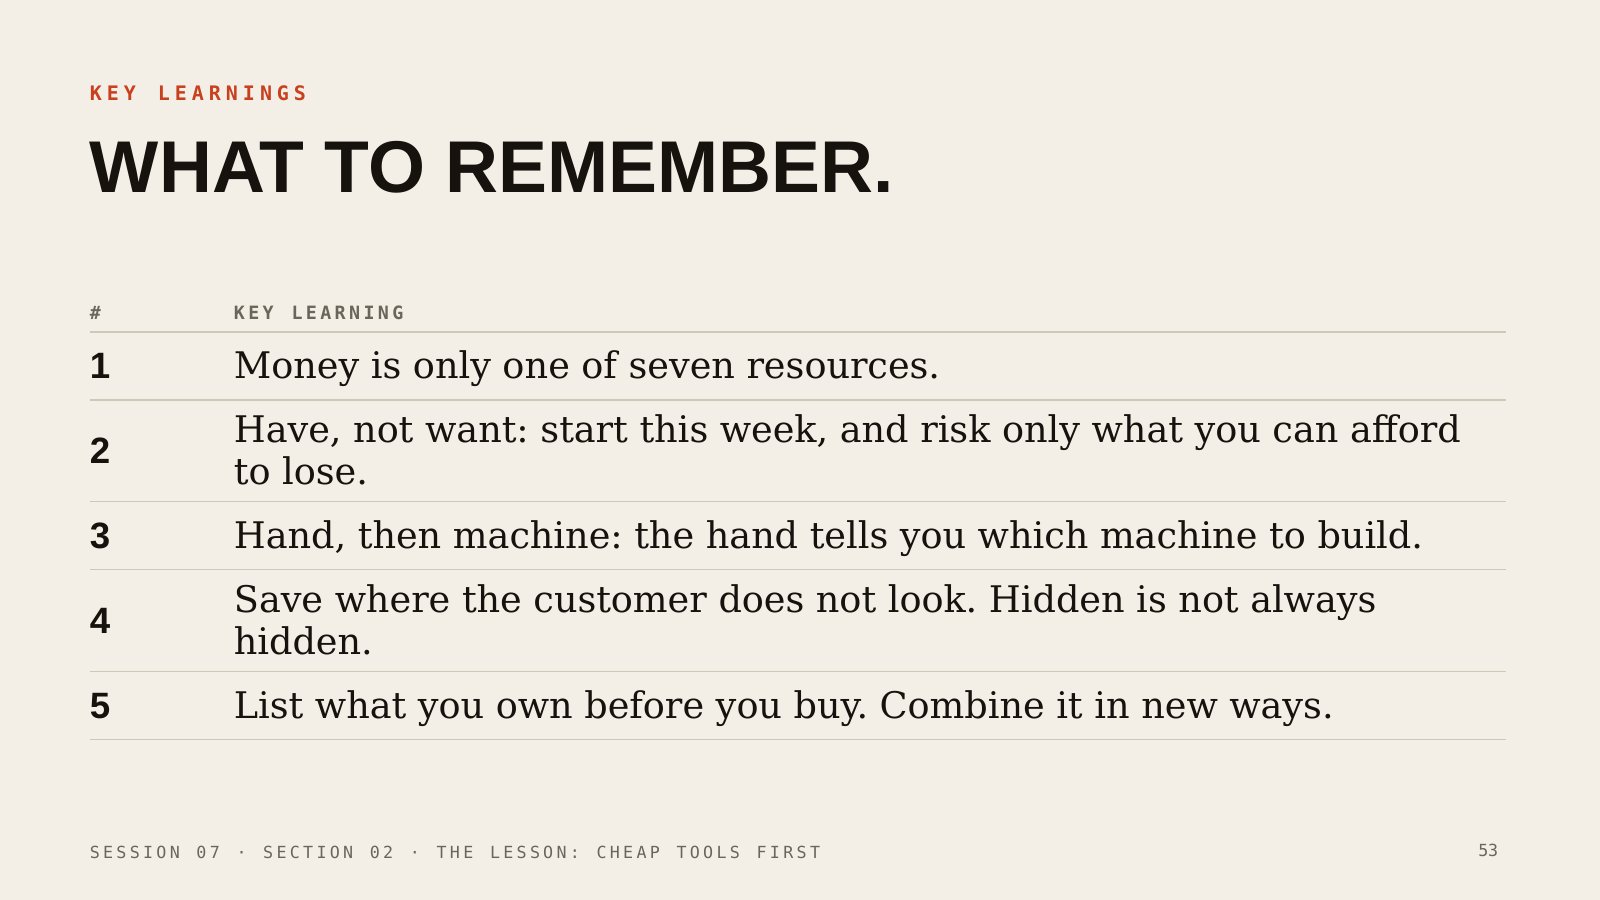 KEY LEARNINGS
WHAT TO REMEMBER.
# KEY LEARNING
1 Money is only one of seven resources.
2 Have, not want: start this week, and risk only what you can afford
to lose.
3 Hand, then machine: the hand tells you which machine to build.
4 Save where the customer does not look. Hidden is not always
hidden.
5 List what you own before you buy. Combine it in new ways.
SESSION 07 · SECTION 02 · THE LESSON: CHEAP TOOLS FIRST 53